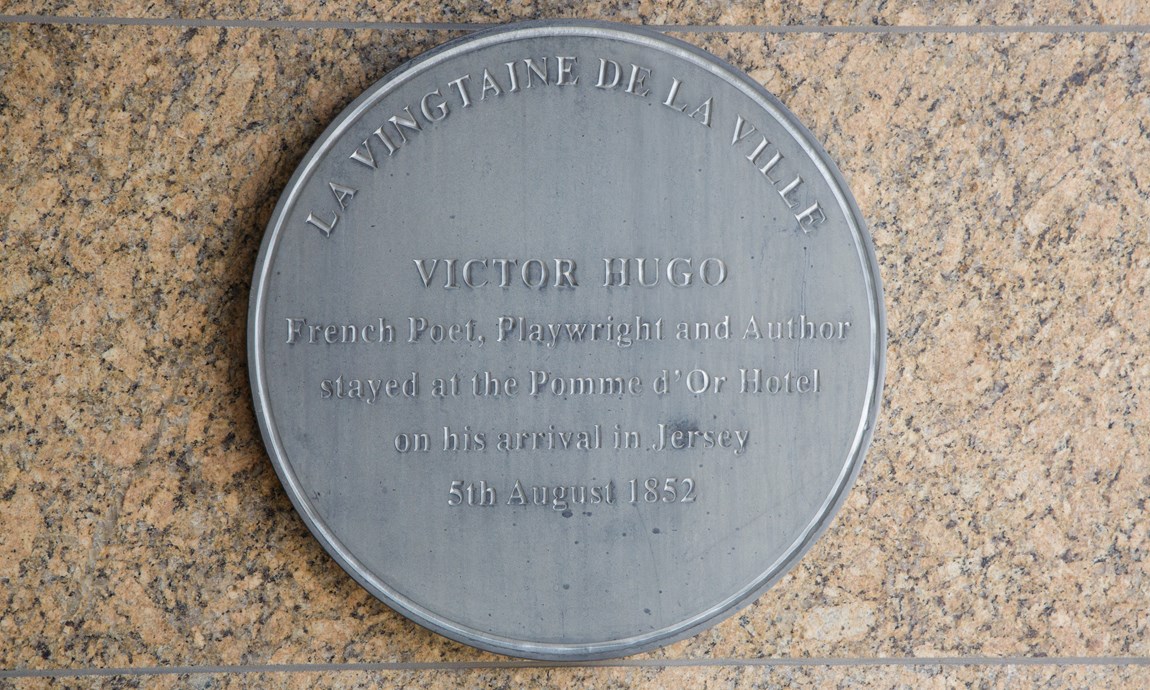 LA VINGTAINE DE LA VILLE
VICTOR HUGO
French Poet, Playwright and Author
stayed at the Pomme d'Or Hotel
on his arrival in Jersey
5th August 1852